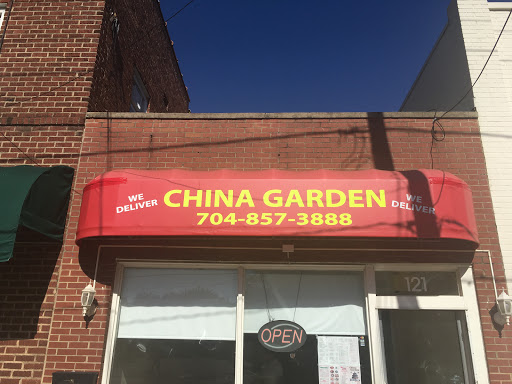 WE DELIVER
CHINA GARDEN
WE DELIVER
704-857-3888
121
OPEN